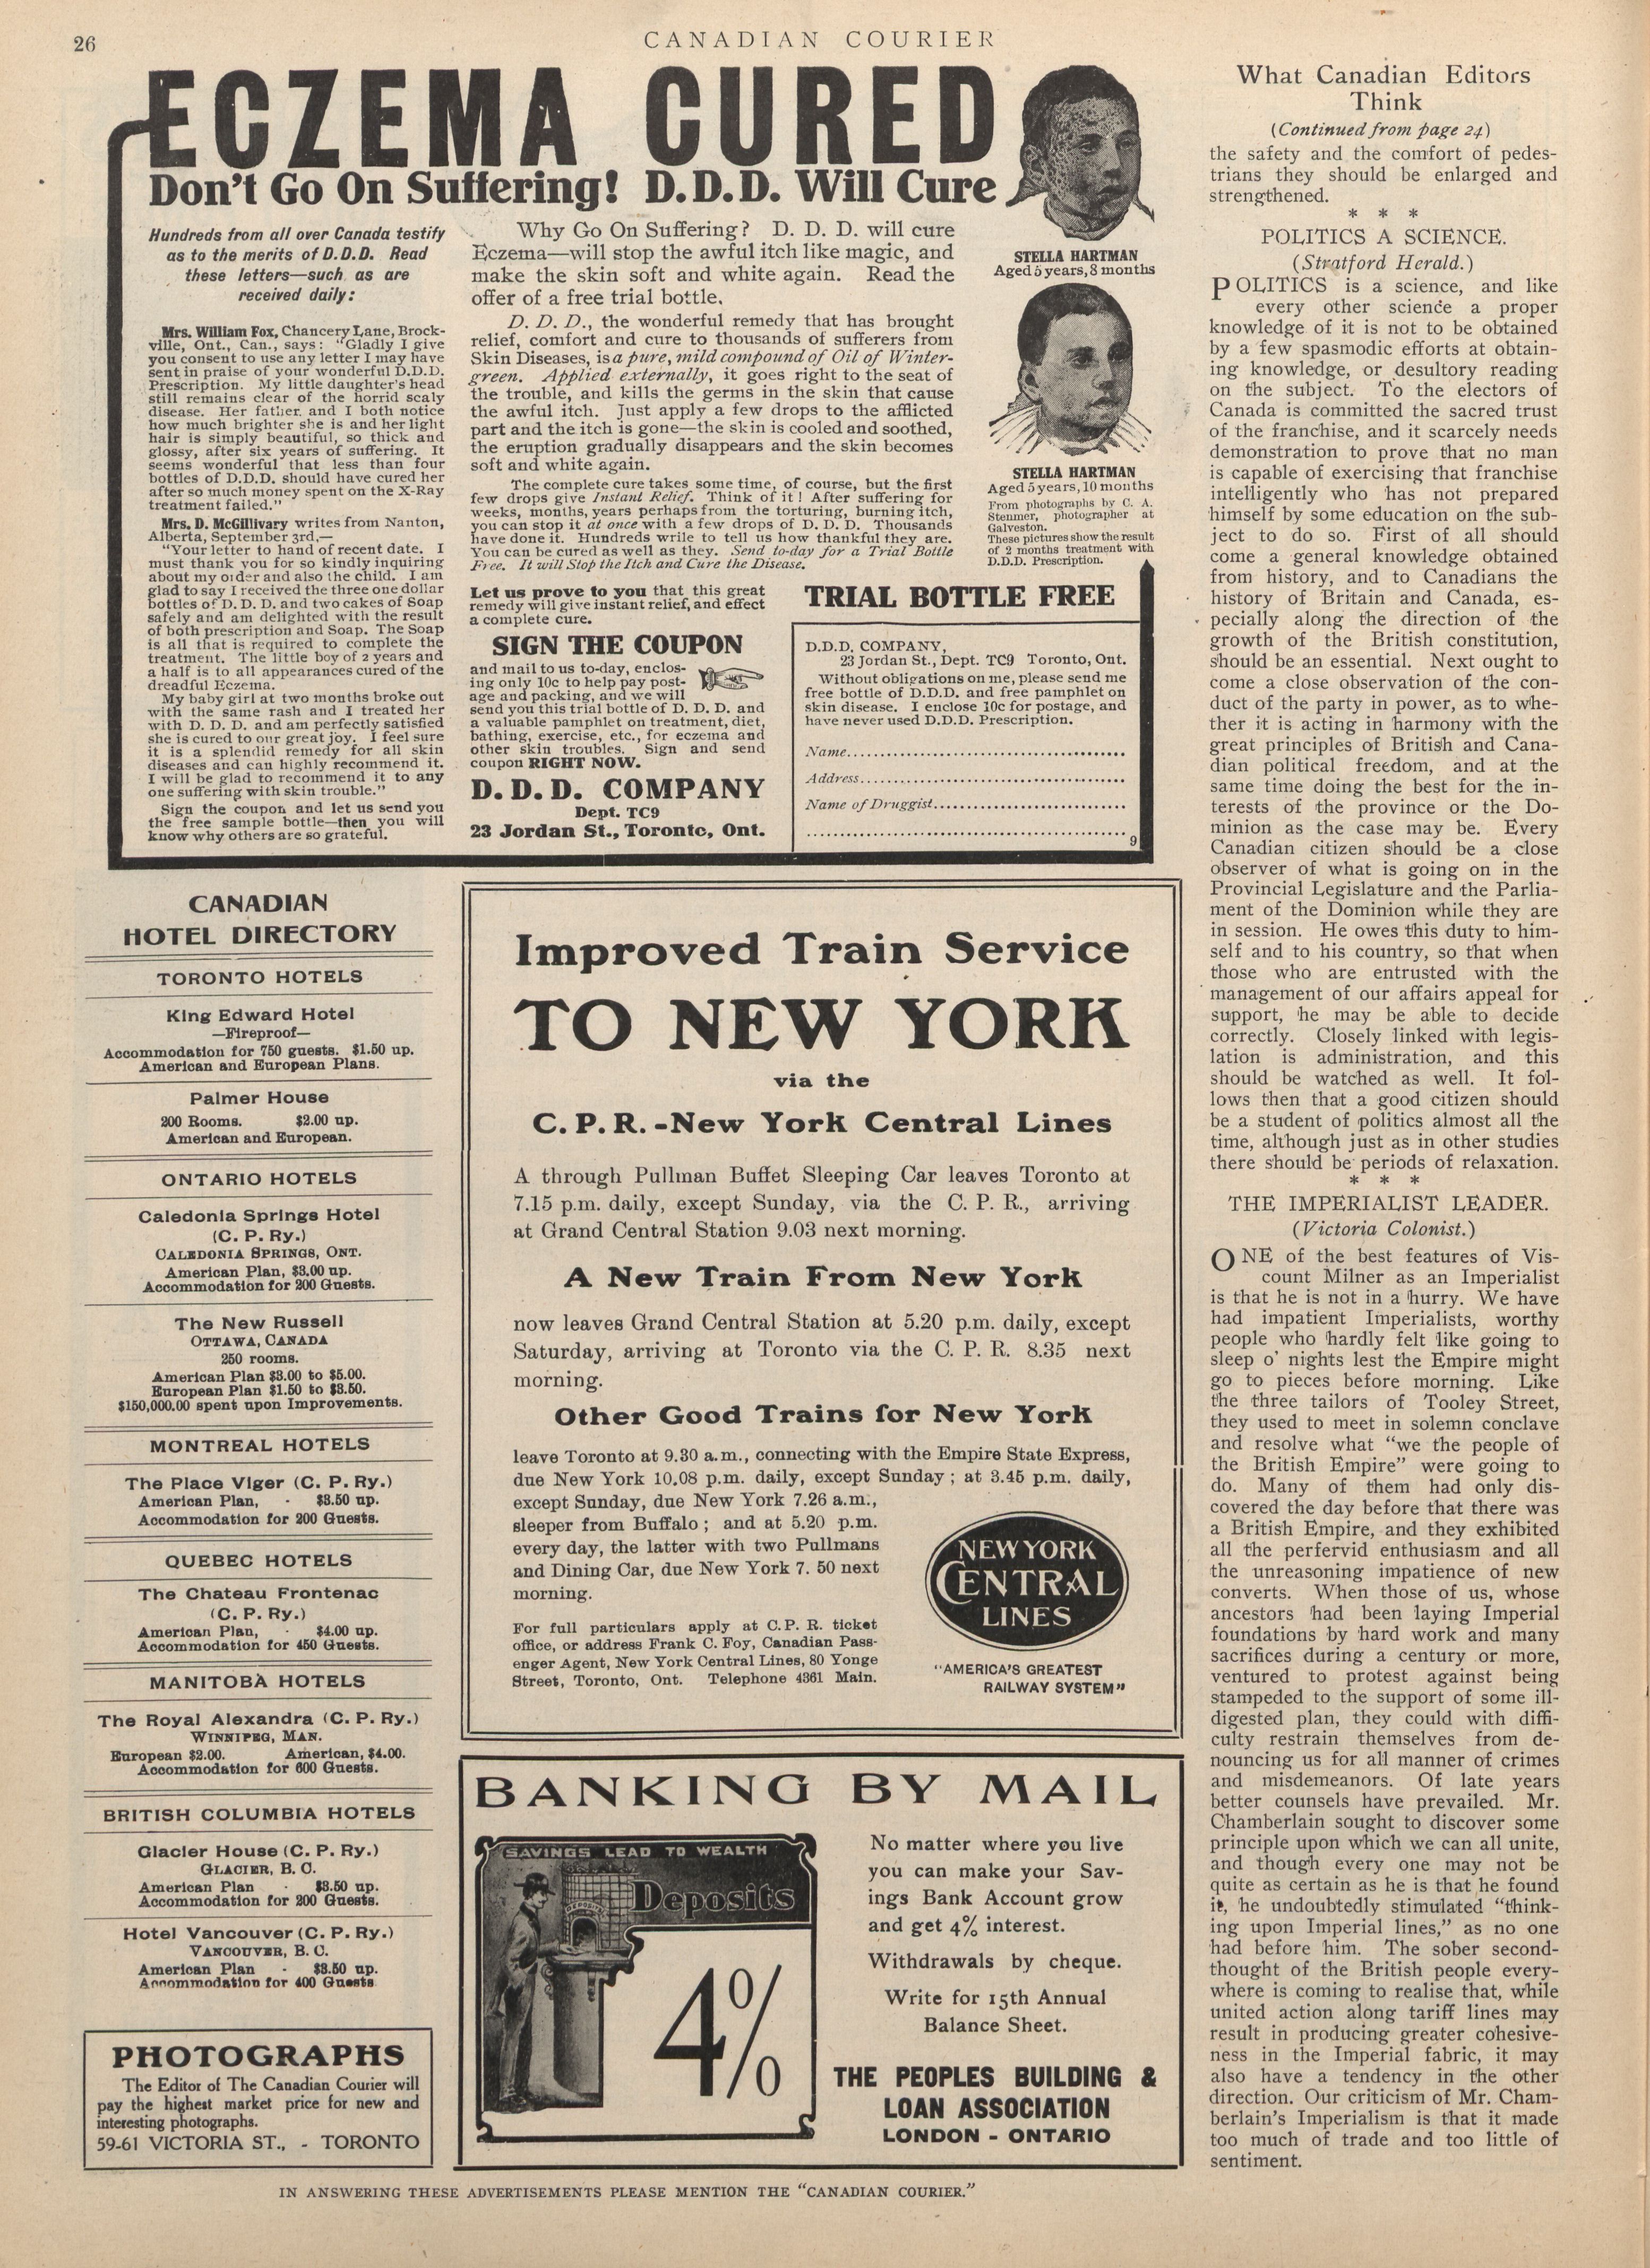 26
CANADIAN COURIER
ECZEMA CURED
Don't Go On Suffering! D.D.D. Will Cure
Hundreds from all over Canada testify
as to the merits of D.D.D. Read
these letters—such as are
received daily:
Mrs. William Fox, Chancery Lane, Brock-
ville, Ont., Can., says: "Gladly I give
you consent to use any letter I may have
sent in praise of your wonderful D.D.D.
Prescription. My little daughter's head
still remains clear of the horrid scaly
disease. Her father and I both notice
how much brighter she is and her light
hair is simply beautiful, so thick and
glossy, after six years of suffering. It
seems wonderful that less than four
bottles of D.D.D. should have cured her
after so much money spent on the X-Ray
treatment failed."
Mrs. D. McGillivary writes from Nanton,
Alberta, September 3rd,—
"Your letter to hand of recent date. I
must thank you for so kindly inquiring
about my order and also the child. I am
glad to say I received the three one dollar
bottles of D. D. D. and two cakes of Soap
safely and am delighted with the result
of both prescription and Soap. The Soap
is all that is required to complete the
treatment. The little boy of 2 years and
a half is to all appearances cured of the
dreadful Eczema.
My baby girl at two months broke out
with the same rash and I treated her
with D. D. D. and am perfectly satisfied
she is cured to our great joy. I feel sure
it is a splendid remedy for all skin
diseases and can highly recommend it.
I will be glad to recommend it to any
one suffering with skin trouble."
Sign the coupon and let us send you
the free sample bottle—then you will
know why others are so grateful.
Why Go On Suffering? D. D. D. will cure
Eczema—will stop the awful itch like magic, and
make the skin soft and white again. Read the
offer of a free trial bottle.
D. D. D., the wonderful remedy that has brought
relief, comfort and cure to thousands of sufferers from
Skin Diseases, is a pure, mild compound of Oil of Winter-
green. Applied externally, it goes right to the seat of
the trouble, and kills the germs in the skin that cause
the awful itch. Just apply a few drops to the afflicted
part and the itch is gone—the skin is cooled and soothed,
the eruption gradually disappears and the skin becomes
soft and white again.
The complete cure takes some time, of course, but the first
few drops give Instant Relief. Think of it! After suffering for
weeks, months, years perhaps from the torturing, burning itch,
you can stop it at once with a few drops of D. D. D. Thousands
have done it. Hundreds write to tell us how thankful they are.
You can be cured as well as they. Send to-day for a Trial Bottle
Free. It will Stop the Itch and Cure the Disease.
Let us prove to you that this great
remedy will give instant relief, and effect
a complete cure.
SIGN THE COUPON
and mail to us to-day, enclos-
ing only 10c to help pay post-
age and packing, and we will
send you this trial bottle of D. D. D. and
a valuable pamphlet on treatment, diet,
bathing, exercise, etc., for eczema and
other skin troubles. Sign and send
coupon RIGHT NOW.
D. D. D. COMPANY
Dept. TC9
23 Jordan St., Toronto, Ont.
STELLA HARTMAN
Aged 5 years, 8 months
STELLA HARTMAN
Aged 5 years, 10 months
From photographs by C. A.
Stenmer, photographer at
Galveston.
These pictures show the result
of 2 months treatment with
D.D.D. Prescription.
TRIAL BOTTLE FREE
D.D.D. COMPANY,
23 Jordan St., Dept. TC9 Toronto, Ont.
Without obligations on me, please send me
free bottle of D.D.D. and free pamphlet on
skin disease. I enclose 10c for postage, and
have never used D.D.D. Prescription.
Name
Address
Name of Druggist
9
CANADIAN
HOTEL DIRECTORY
TORONTO HOTELS
King Edward Hotel
—Fireproof—
Accommodation for 750 guests. $1.50 up.
American and European Plans.
Palmer House
200 Rooms. $2.00 up.
American and European.
ONTARIO HOTELS
Caledonia Springs Hotel
(C. P. Ry.)
CALEDONIA SPRINGS, ONT.
American Plan, $3.00 up.
Accommodation for 200 Guests.
The New Russell
OTTAWA, CANADA
250 rooms.
American Plan $3.00 to $5.00.
European Plan $1.50 to $3.50.
$150,000.00 spent upon Improvements.
MONTREAL HOTELS
The Place Viger (C. P. Ry.)
American Plan, - $3.50 up.
Accommodation for 200 Guests.
QUEBEC HOTELS
The Chateau Frontenac
(C. P. Ry.)
American Plan, - $4.00 up.
Accommodation for 450 Guests.
MANITOBA HOTELS
The Royal Alexandra (C. P. Ry.)
WINNIPEG, MAN.
European $2.00. American, $4.00.
Accommodation for 600 Guests.
BRITISH COLUMBIA HOTELS
Glacier House (C. P. Ry.)
GLACIER, B. C.
American Plan - $3.50 up.
Accommodation for 200 Guests.
Hotel Vancouver (C. P. Ry.)
VANCOUVER, B. C.
American Plan - $3.50 up.
Accommodation for 400 Guests
PHOTOGRAPHS
The Editor of The Canadian Courier will
pay the highest market price for new and
interesting photographs.
59-61 VICTORIA ST., - TORONTO
Improved Train Service
TO NEW YORK
via the
C. P. R. -New York Central Lines
A through Pullman Buffet Sleeping Car leaves Toronto at
7.15 p.m. daily, except Sunday, via the C. P. R., arriving
at Grand Central Station 9.03 next morning.
A New Train From New York
now leaves Grand Central Station at 5.20 p.m. daily, except
Saturday, arriving at Toronto via the C. P. R. 8.35 next
morning.
Other Good Trains for New York
leave Toronto at 9.30 a.m., connecting with the Empire State Express,
due New York 10.08 p.m. daily, except Sunday; at 3.45 p.m. daily,
except Sunday, due New York 7.26 a.m.,
sleeper from Buffalo; and at 5.20 p.m.
every day, the latter with two Pullmans
and Dining Car, due New York 7. 50 next
morning.
For full particulars apply at C. P. R. ticket
office, or address Frank C. Foy, Canadian Pass-
enger Agent, New York Central Lines, 80 Yonge
Street, Toronto, Ont. Telephone 4361 Main.
NEW YORK
CENTRAL
LINES
"AMERICA'S GREATEST
RAILWAY SYSTEM"
BANKING BY MAIL
SAVINGS LEAD TO WEALTH
Deposits
DEPOSITS
4%
No matter where you live
you can make your Sav-
ings Bank Account grow
and get 4% interest.
Withdrawals by cheque.
Write for 15th Annual
Balance Sheet.
THE PEOPLES BUILDING &
LOAN ASSOCIATION
LONDON - ONTARIO
What Canadian Editors
Think
(Continued from page 24)
the safety and the comfort of pedes-
trians they should be enlarged and
strengthened.
* * *
POLITICS A SCIENCE.
(Stratford Herald.)
POLITICS is a science, and like
every other science a proper
knowledge of it is not to be obtained
by a few spasmodic efforts at obtain-
ing knowledge, or desultory reading
on the subject. To the electors of
Canada is committed the sacred trust
of the franchise, and it scarcely needs
demonstration to prove that no man
is capable of exercising that franchise
intelligently who has not prepared
himself by some education on the sub-
ject to do so. First of all should
come a general knowledge obtained
from history, and to Canadians the
history of Britain and Canada, es-
pecially along the direction of the
growth of the British constitution,
should be an essential. Next ought to
come a close observation of the con-
duct of the party in power, as to whe-
ther it is acting in harmony with the
great principles of British and Cana-
dian political freedom, and at the
same time doing the best for the in-
terests of the province or the Do-
minion as the case may be. Every
Canadian citizen should be a close
observer of what is going on in the
Provincial Legislature and the Parlia-
ment of the Dominion while they are
in session. He owes this duty to him-
self and to his country, so that when
those who are entrusted with the
management of our affairs appeal for
support, he may be able to decide
correctly. Closely linked with legis-
lation is administration, and this
should be watched as well. It fol-
lows then that a good citizen should
be a student of politics almost all the
time, although just as in other studies
there should be periods of relaxation.
* * *
THE IMPERIALIST LEADER.
(Victoria Colonist.)
ONE of the best features of Vis-
count Milner as an Imperialist
is that he is not in a hurry. We have
had impatient Imperialists, worthy
people who hardly felt like going to
sleep o' nights lest the Empire might
go to pieces before morning. Like
the three tailors of Tooley Street,
they used to meet in solemn conclave
and resolve what "we the people of
the British Empire" were going to
do. Many of them had only dis-
covered the day before that there was
a British Empire, and they exhibited
all the perfervid enthusiasm and all
the unreasoning impatience of new
converts. When those of us, whose
ancestors had been laying Imperial
foundations by hard work and many
sacrifices during a century or more,
ventured to protest against being
stampeded to the support of some ill-
digested plan, they could with diffi-
culty restrain themselves from de-
nouncing us for all manner of crimes
and misdemeanors. Of late years
better counsels have prevailed. Mr.
Chamberlain sought to discover some
principle upon which we can all unite,
and though every one may not be
quite as certain as he is that he found
it, he undoubtedly stimulated "think-
ing upon Imperial lines," as no one
had before him. The sober second-
thought of the British people every-
where is coming to realise that, while
united action along tariff lines may
result in producing greater cohesive-
ness in the Imperial fabric, it may
also have a tendency in the other
direction. Our criticism of Mr. Cham-
berlain's Imperialism is that it made
too much of trade and too little of
sentiment.
IN ANSWERING THESE ADVERTISEMENTS PLEASE MENTION THE "CANADIAN COURIER."